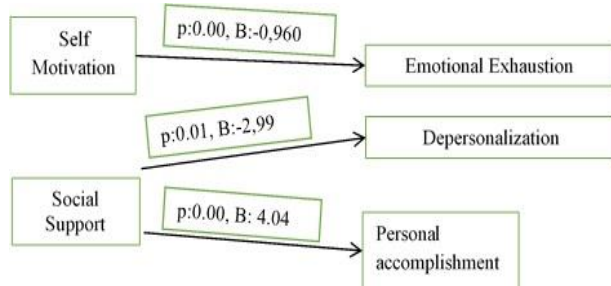 Self
Motivation
p:0.00, B:-0,960
Emotional Exhaustion
p:0.01, B:-2,99
Depersonalization
Social
Support
p:0.00, B: 4.04
Personal
accomplishment